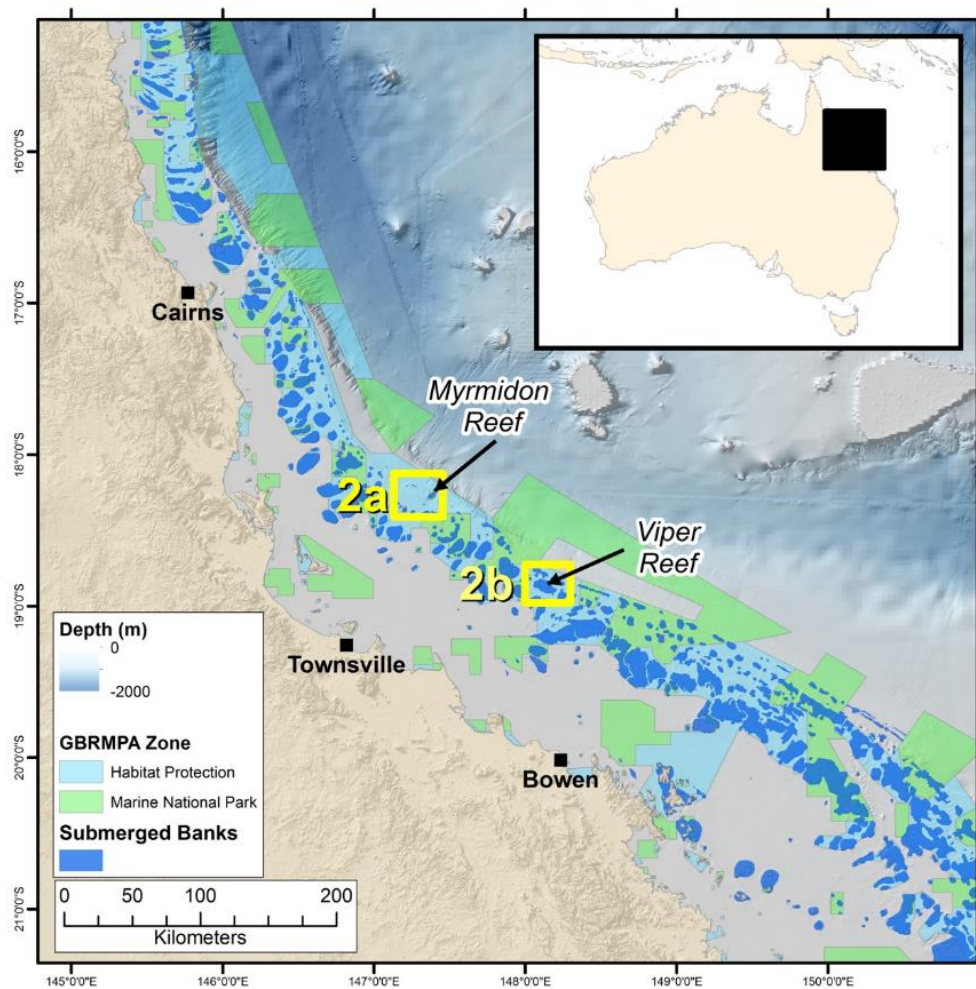 16°0'0"S
17°0'0"S
18°0'0"S
19°0'0"S
20°0'0"S
21°0'0"S
Cairns
Myrmidon
Reef
2a
Viper
Reef
2b
Townsville
Bowen
Depth (m)
0
-2000
GBRMPA Zone
Habitat Protection
Marine National Park
Submerged Banks
0 50 100 200
Kilometers
145°0'0"E 146°0'0"E 147°0'0"E 148°0'0"E 149°0'0"E 150°0'0"E